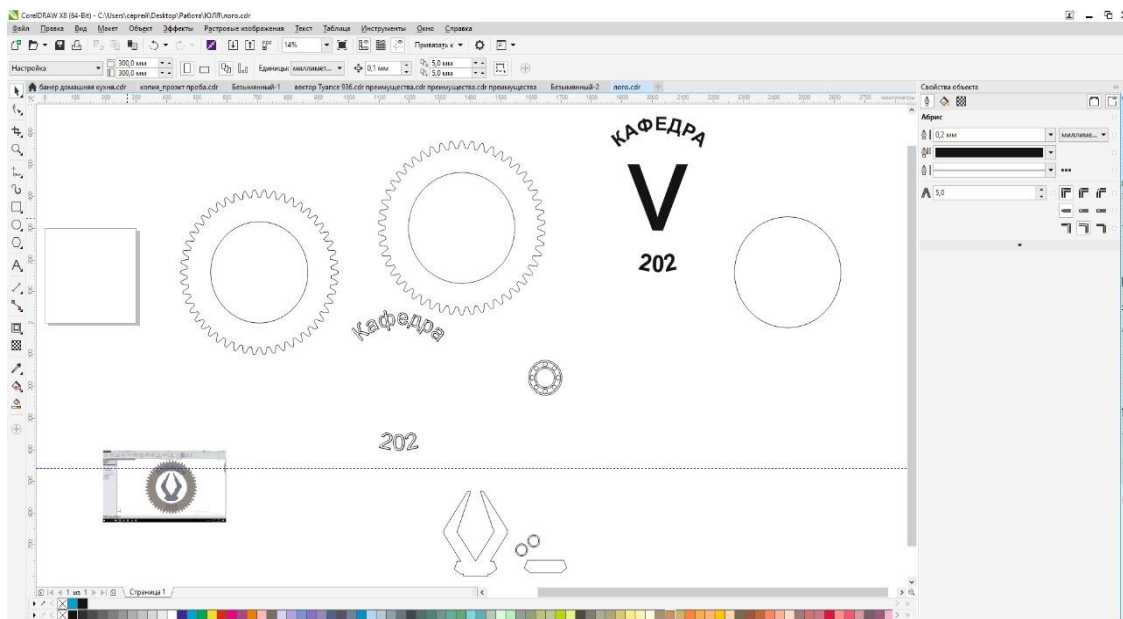 CorelDRAW X8 (64-Bit) - C:\Users\сергей\Desktop\Работа\ЮЛЯ\лого.cdr
Файл Правка Вид Макет Объект Эффекты Растровые изображения Текст Таблица Инструменты Окно Справка
14% Привязать к
Настройка 300,0 мм 300,0 мм Единицы: миллимет... 0,1 мм 5,0 мм 5,0 мм
банер домашняя кухня.cdr копия_проэкт проба.cdr Безымянный-1 вектор Туапсе 936.cdr преимущества.cdr преимущества.cdr преимущества Безымянный-2 лого.cdr
Свойства объекта
Абрис
0,2 мм миллиме...
5,0
КАФЕДРА
V
202
Кафедра
202
1 из 1 Страница 1